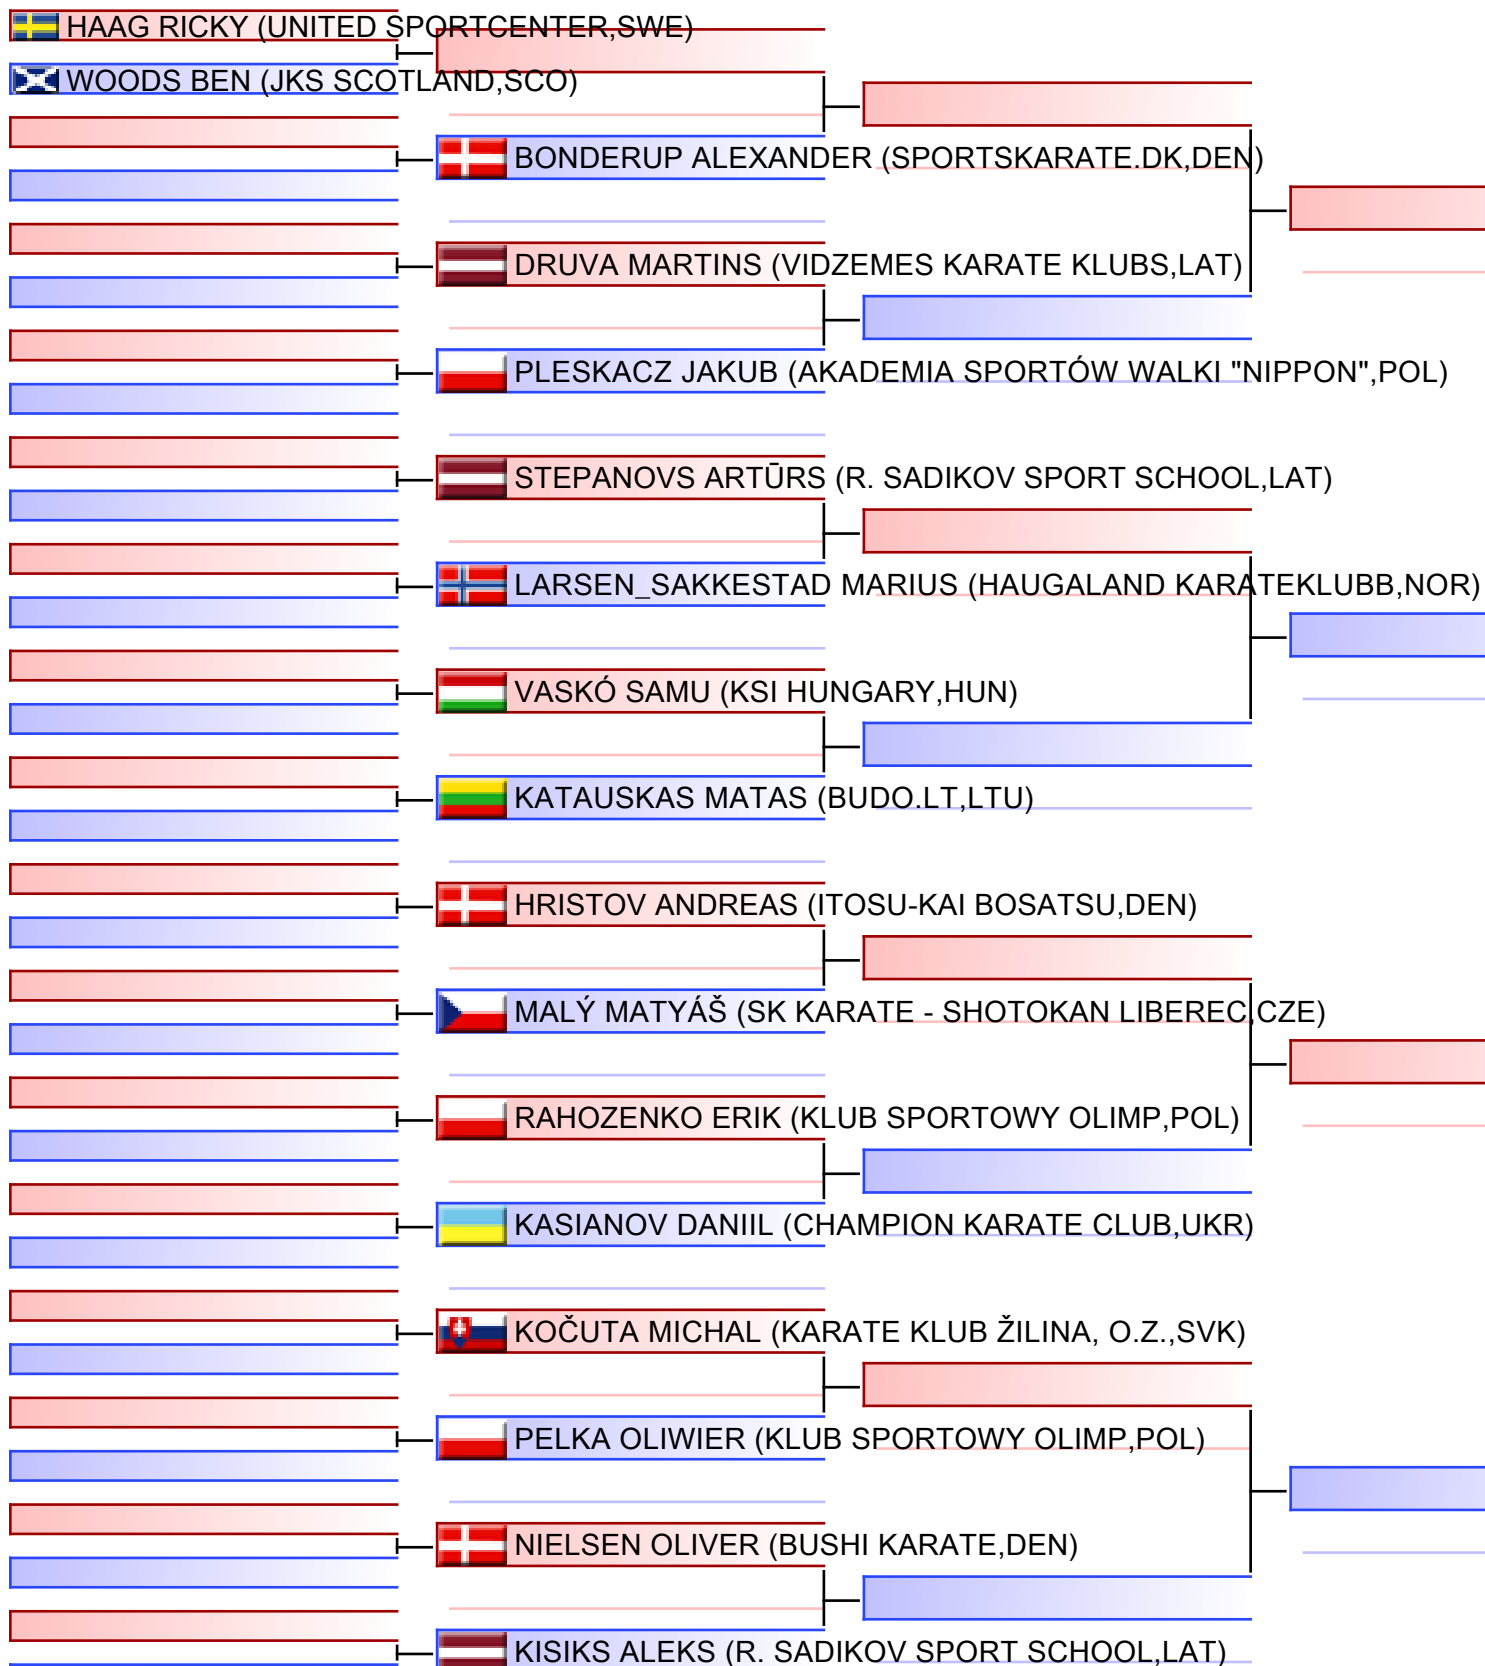 HAAG RICKY (UNITED SPORTCENTER,SWE)
WOODS BEN (JKS SCOTLAND,SCO)
BONDERUP ALEXANDER (SPORTSKARATE.DK,DEN)
DRUVA MARTINS (VIDZEMES KARATE KLUBS,LAT)
PLESKACZ JAKUB (AKADEMIA SPORTÓW WALKI "NIPPON",POL)
STEPANOVS ARTŪRS (R. SADIKOV SPORT SCHOOL,LAT)
LARSEN_SAKKESTAD MARIUS (HAUGALAND KARATEKLUBB,NOR)
VASKÓ SAMU (KSI HUNGARY,HUN)
KATAUSKAS MATAS (BUDO.LT,LTU)
HRISTOV ANDREAS (ITOSU-KAI BOSATSU,DEN)
MALÝ MATYÁŠ (SK KARATE - SHOTOKAN LIBEREC,CZE)
RAHOZENKO ERIK (KLUB SPORTOWY OLIMP,POL)
KASIANOV DANIIL (CHAMPION KARATE CLUB,UKR)
KOČUTA MICHAL (KARATE KLUB ŽILINA, O.Z.,SVK)
PELKA OLIWIER (KLUB SPORTOWY OLIMP,POL)
NIELSEN OLIVER (BUSHI KARATE,DEN)
KISIKS ALEKS (R. SADIKOV SPORT SCHOOL,LAT)